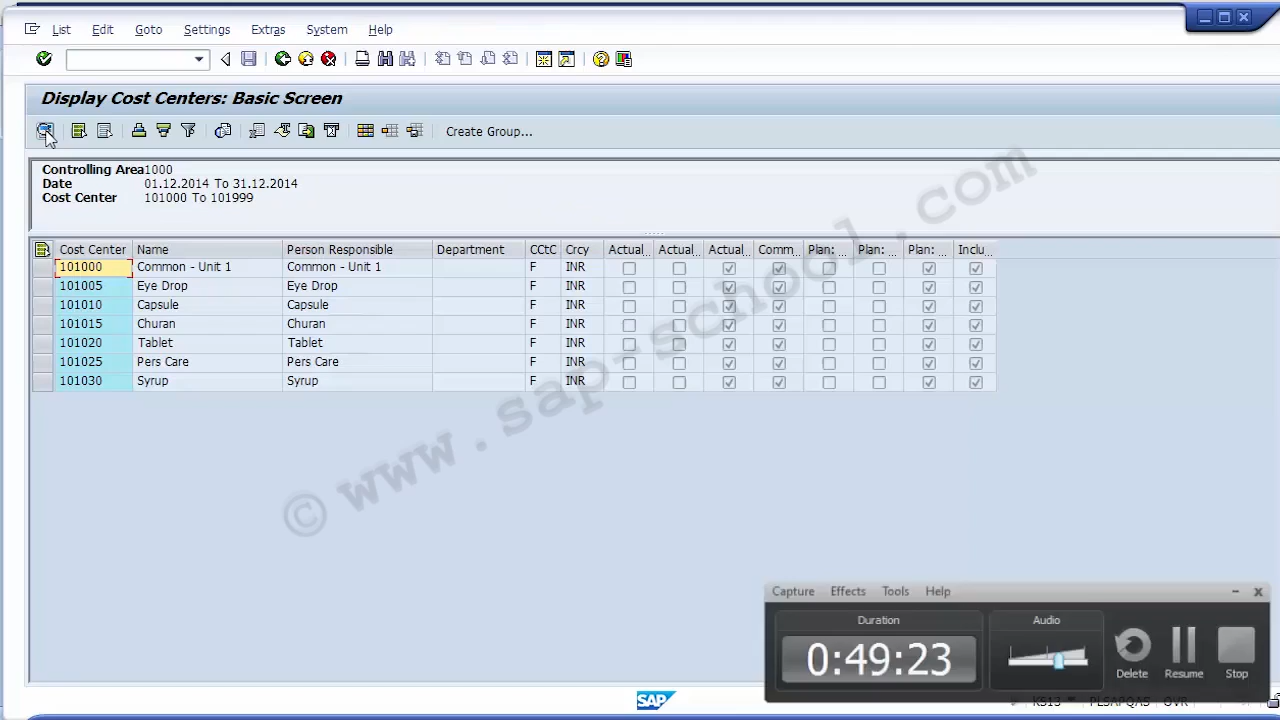 List Edit Goto Settings Extras System Help
Display Cost Centers: Basic Screen
Create Group...
Controlling Area1000
Date 01.12.2014 To 31.12.2014
Cost Center 101000 To 101999
Cost Center Name Person Responsible Department CCtC Crcy Actual... Actual... Actual... Comm... Plan: ... Plan: ... Plan: ... Inclu...
101000 Common - Unit 1 Common - Unit 1 F INR
101005 Eye Drop Eye Drop F INR
101010 Capsule Capsule F INR
101015 Churan Churan F INR
101020 Tablet Tablet F INR
101025 Pers Care Pers Care F INR
101030 Syrup Syrup F INR
© www.sap-school.com
Capture Effects Tools Help
Duration Audio
0:49:23
Delete Resume Stop
SAP
KS13 PLSAPQAS OVR